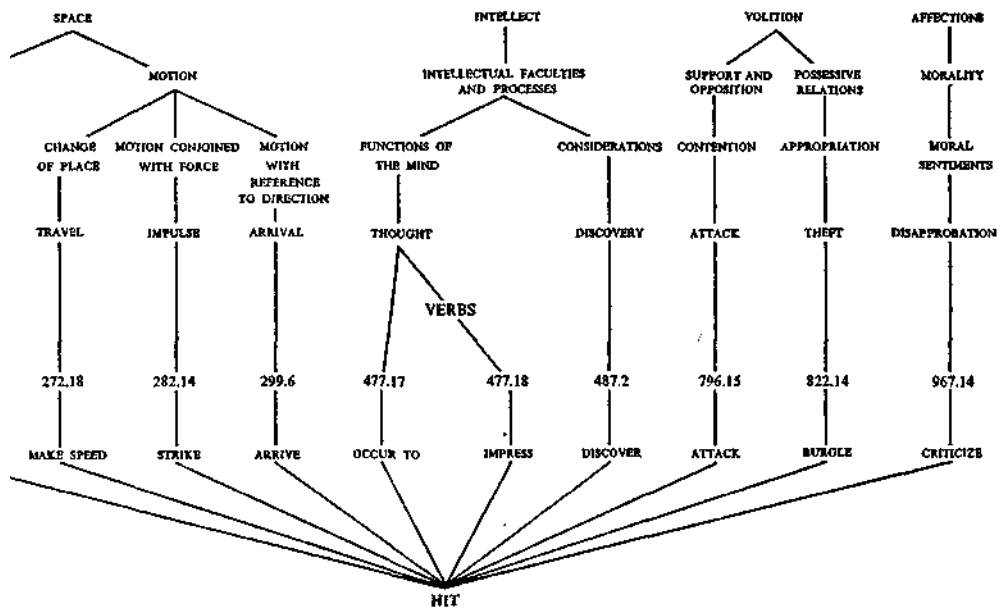 SPACE INTELLECT VOLITION AFFECTIONS
MOTION INTELLECTUAL FACULTIES AND PROCESSES SUPPORT AND OPPOSITION POSSESSIVE RELATIONS MORALITY
CHANGE OF PLACE MOTION CONJOINED WITH FORCE MOTION WITH REFERENCE TO DIRECTION FUNCTIONS OF THE MIND CONSIDERATIONS CONTENTION APPROPRIATION MORAL SENTIMENTS
TRAVEL IMPULSE ARRIVAL THOUGHT DISCOVERY ATTACK THEFT DISAPPROBATION
VERBS
272.18 282.14 299.6 477.17 477.18 487.2 796.15 822.14 967.14
MAKE SPEED STRIKE ARRIVE OCCUR TO IMPRESS DISCOVER ATTACK BURGLE CRITICIZE
HIT